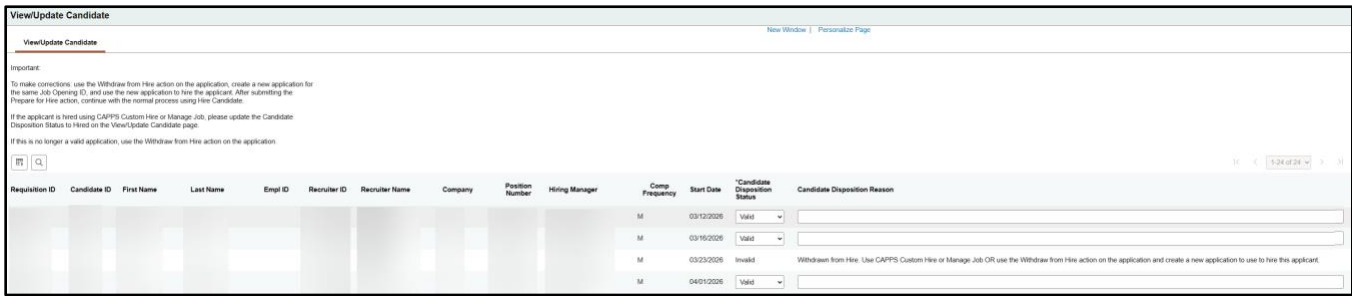 View/Update Candidate
New Window | Personalize Page
View/Update Candidate
Important:
To make corrections: use the Withdraw from Hire action on the application, create a new application for
the same Job Opening ID, and use the new application to hire the applicant. After submitting the
Prepare for Hire action, continue with the normal process using Hire Candidate.
If the applicant is hired using CAPPS Custom Hire or Manage Job, please update the Candidate
Disposition Status to Hired on the View/Update Candidate page.
If this is no longer a valid application, use the Withdraw from Hire action on the application.
1-24 of 24
Requisition ID Candidate ID First Name Last Name Empl ID Recruiter ID Recruiter Name Company Position Number Hiring Manager Comp Frequency Start Date *Candidate Disposition Status Candidate Disposition Reason
M 03/12/2026 Valid
M 03/16/2026 Valid
M 03/23/2026 Invalid Withdrawn from Hire. Use CAPPS Custom Hire or Manage Job OR use the Withdraw from Hire action on the application and create a new application to use to hire this applicant.
M 04/01/2026 Valid